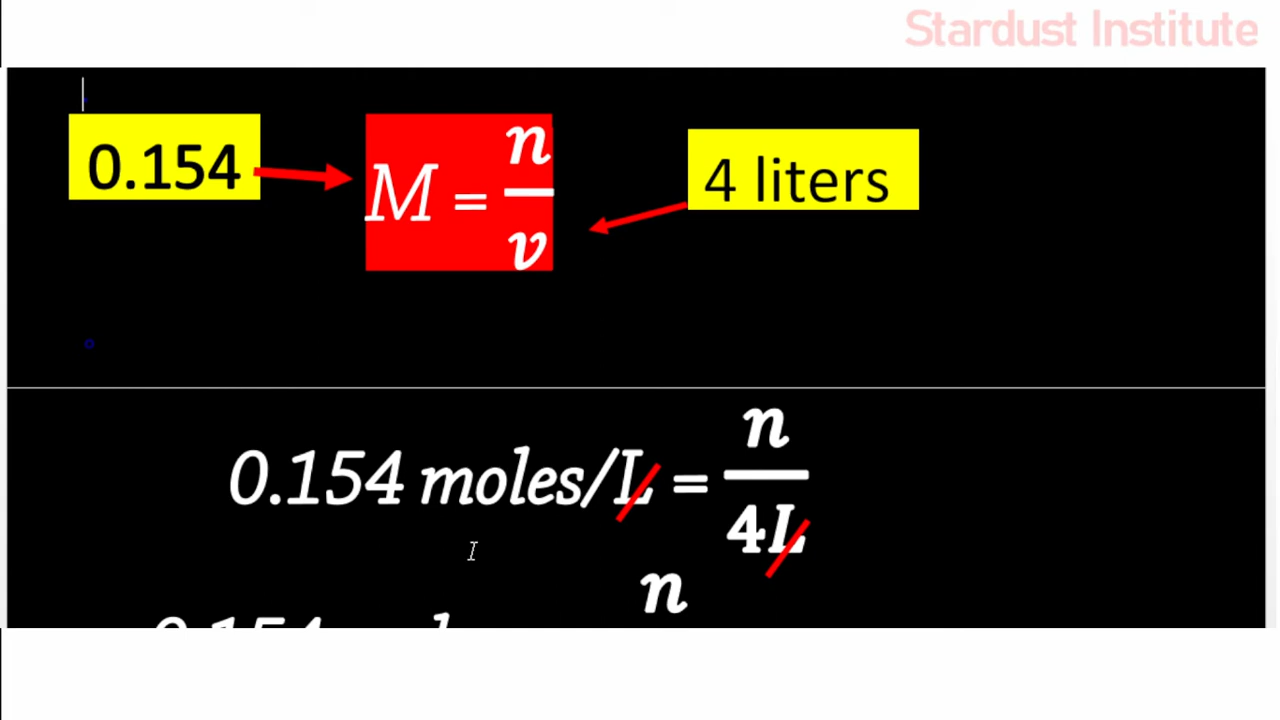 Stardust Institute
0.154
M = n/v
4 liters
0.154 moles/L = n/4L
n